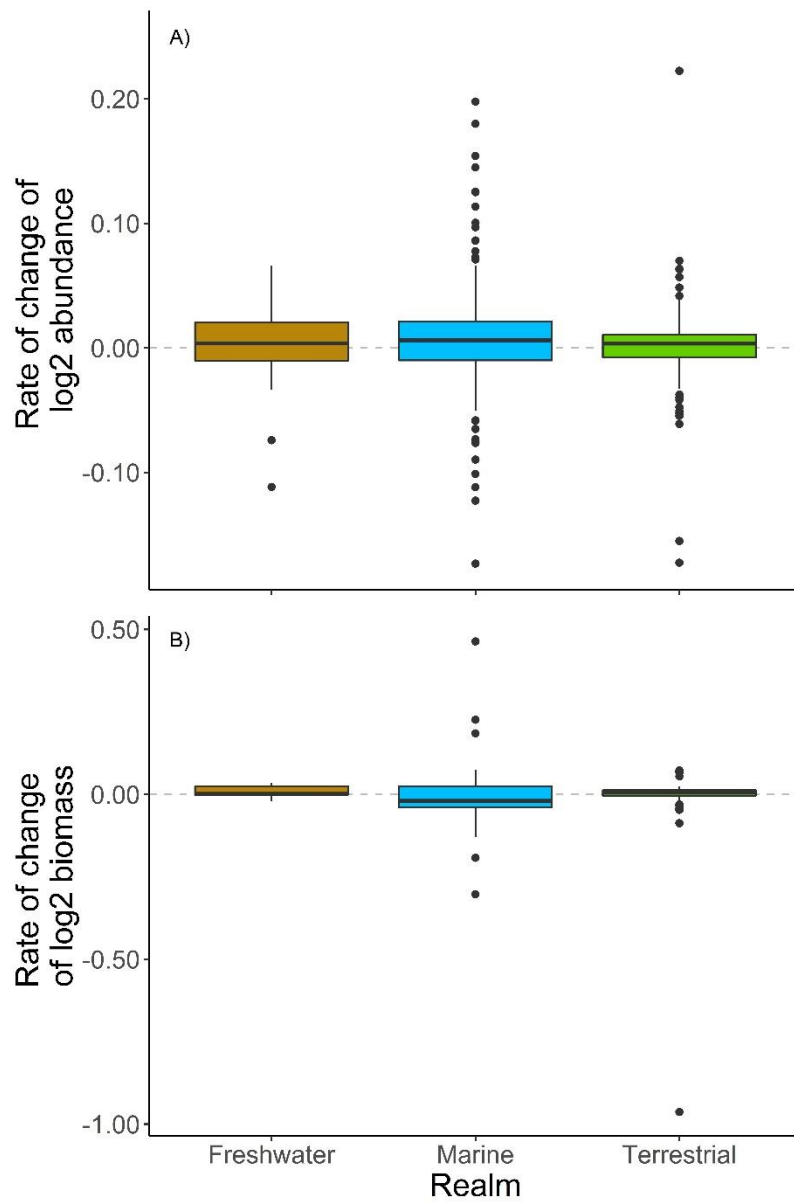 A)
Rate of change of
log2 abundance
0.20
0.10
0.00
-0.10
B)
Rate of change
of log2 biomass
0.50
0.00
-0.50
-1.00
Freshwater
Marine
Terrestrial
Realm